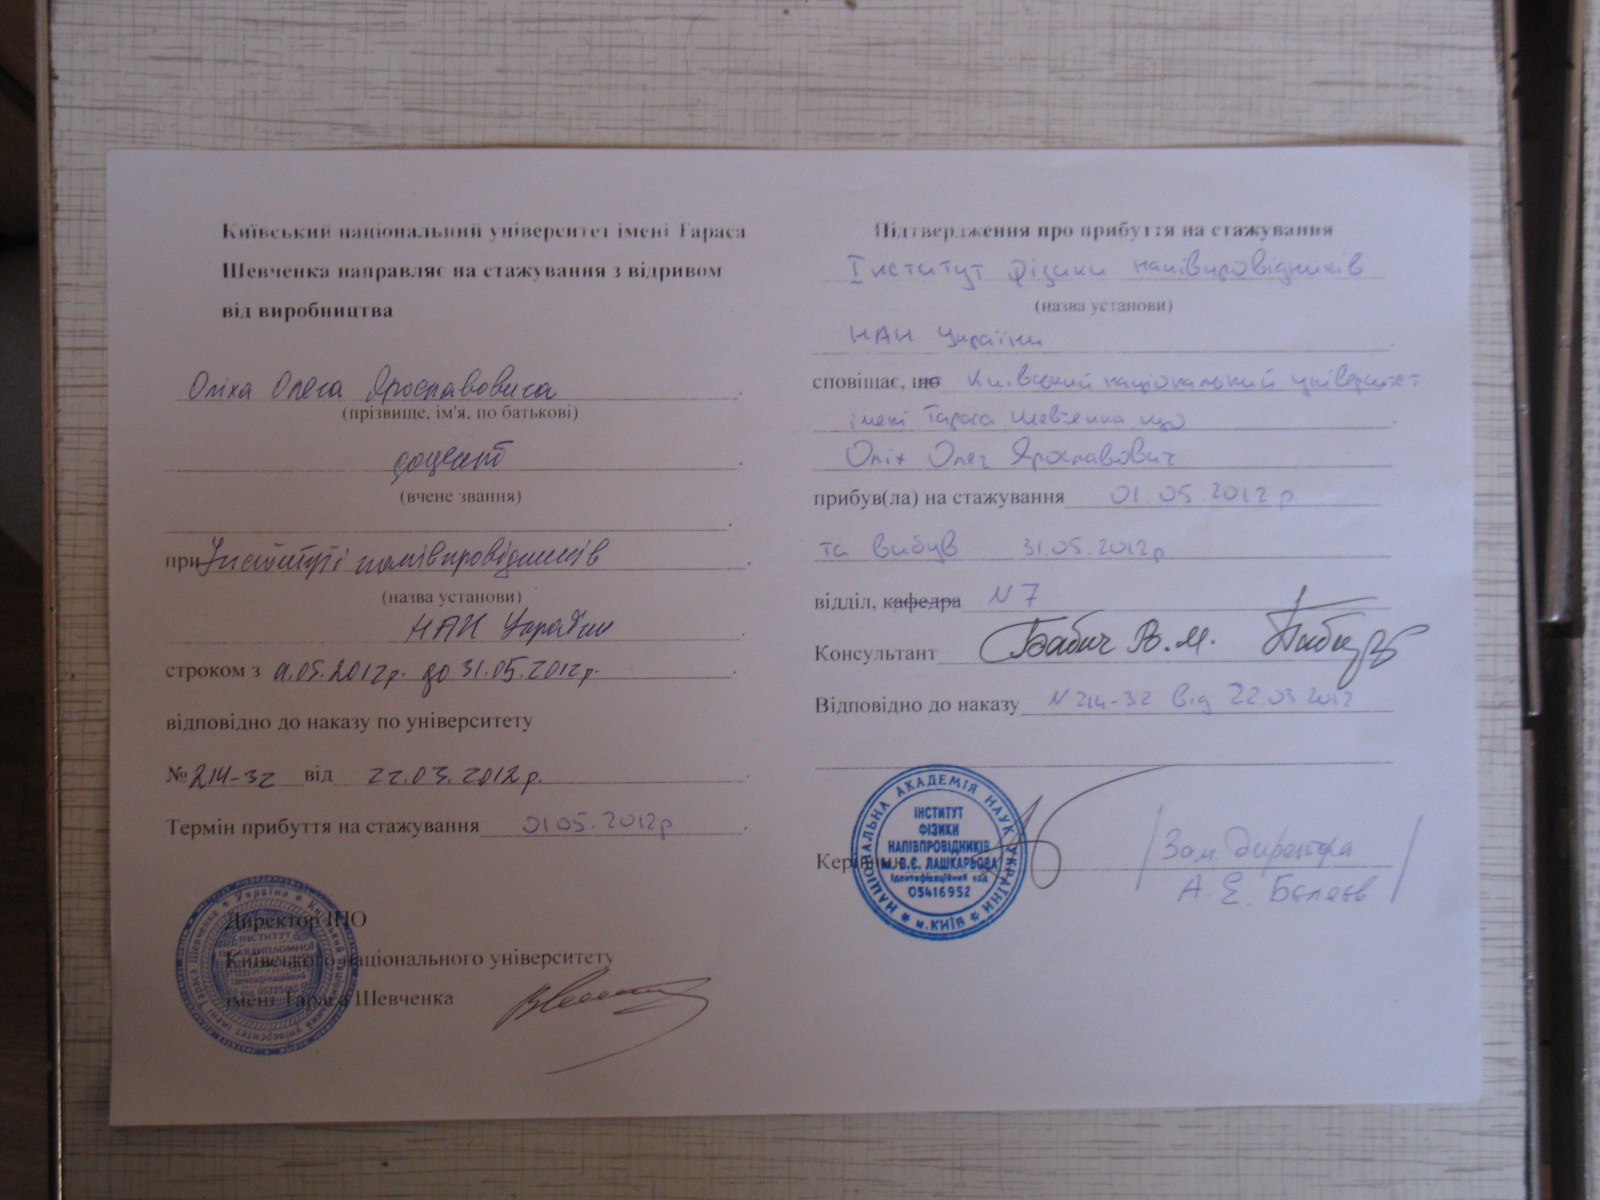 Київський національний університет імені Тараса
Шевченка направляє на стажування з відривом
від виробництва
Оліха Олега Ярославовича
(прізвище, ім'я, по батькові)
доцент
(вчене звання)
при Інституті напівпровідників
(назва установи)
НАН України
строком з 01.05.2012р. до 31.05.2012р.
відповідно до наказу по університету
№ 214-32 від 22.03.2012р.
Термін прибуття на стажування 01 05. 2012р
Директор ІПО
Київського національного університету
імені Тараса Шевченка
Підтвердження про прибуття на стажування
Інститут фізики напівпровідників
(назва установи)
НАН України
сповіщає, що Київський національний університет
імені Тараса Шевченка, що
Оліх Олег Ярославович
прибув(ла) на стажування 01 05 2012р
та вибув 31.05.2012р
відділ, кафедра N 7
Консультант Бабич В.М.
Відповідно до наказу N 214-32 від 22 03 2012
НАЦІОНАЛЬНА АКАДЕМІЯ НАУК УКРАЇНИ
ІНСТИТУТ
ФІЗИКИ
НАПІВПРОВІДНИКІВ
ім. В.Є. ЛАШКАРЬОВА
Ідентифікаційний код
05416952
м.КИЇВ
Керівник
Зам. директора
А. Є. Бєляєв